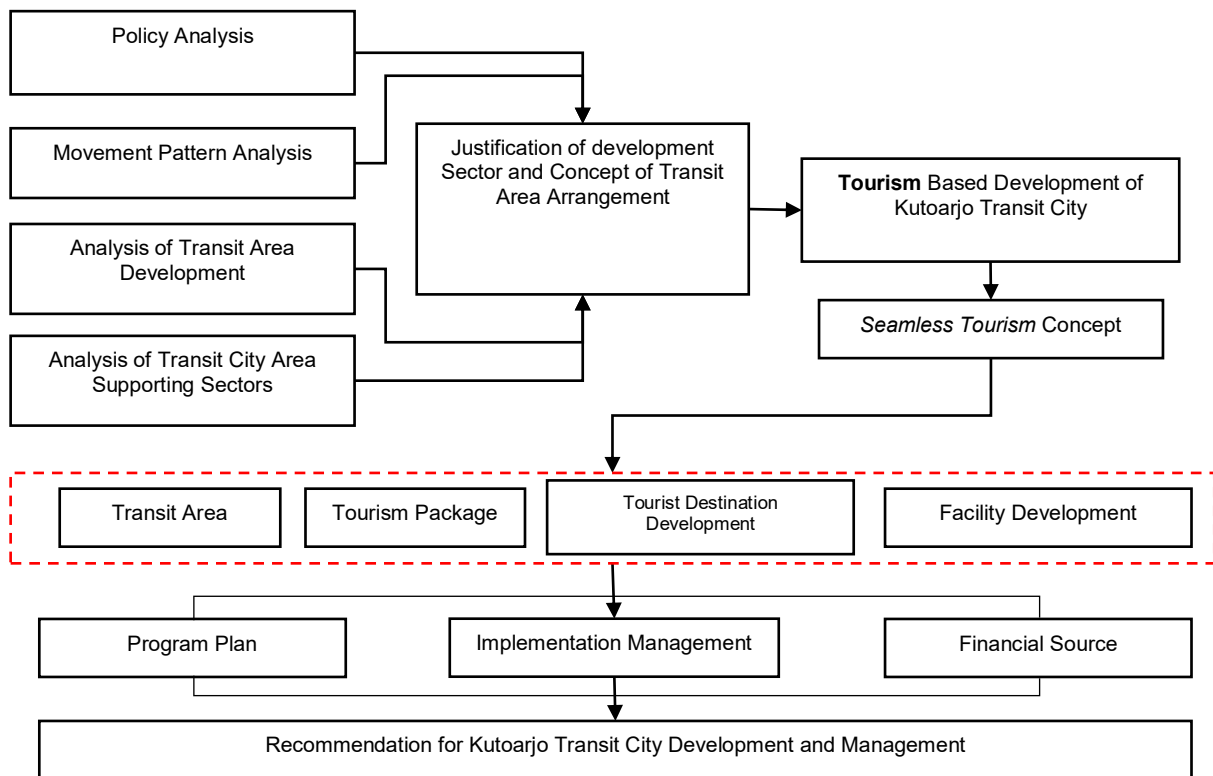 Policy Analysis
Movement Pattern Analysis
Analysis of Transit Area
Development
Analysis of Transit City Area
Supporting Sectors
Justification of development
Sector and Concept of Transit
Area Arrangement
Tourism Based Development of
Kutoarjo Transit City
Seamless Tourism Concept
Transit Area
Tourism Package
Tourist Destination
Development
Facility Development
Program Plan
Implementation Management
Financial Source
Recommendation for Kutoarjo Transit City Development and Management